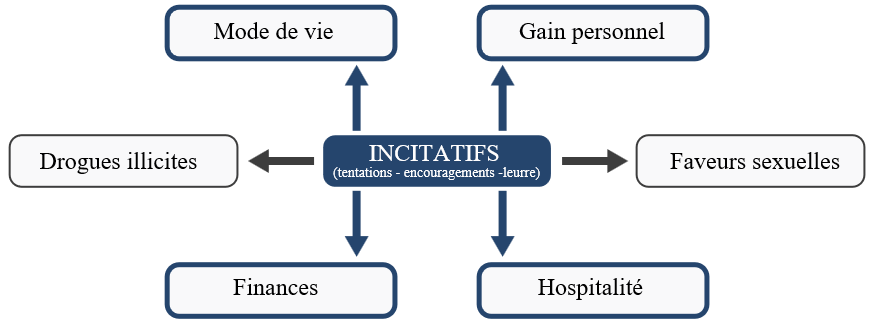 Mode de vie
Gain personnel
Drogues illicites
INCITATIFS
(tentations - encouragements -leurre)
Faveurs sexuelles
Finances
Hospitalité